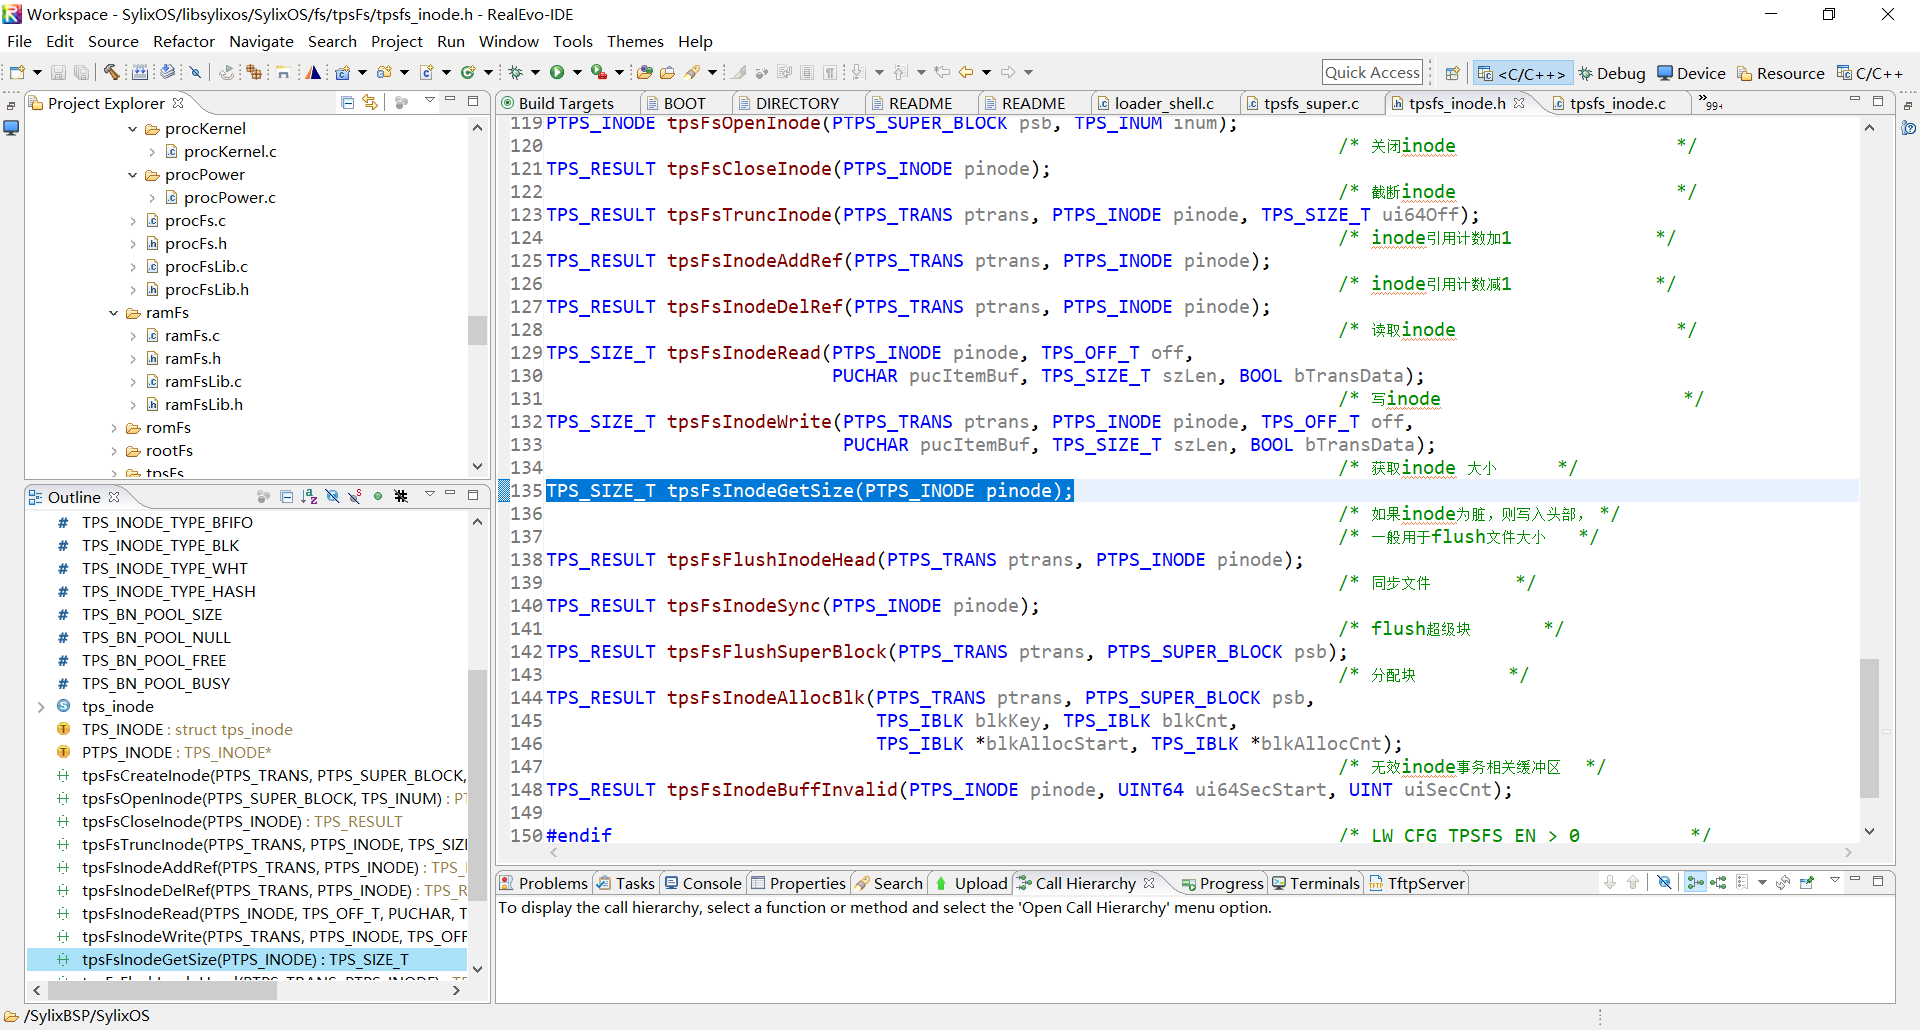 Workspace - SylixOS/libsylixos/SylixOS/fs/tpsFs/tpsfs_inode.h - RealEvo-IDE
File Edit Source Refactor Navigate Search Project Run Window Tools Themes Help
Quick Access <C/C++> Debug Device Resource C/C++
Project Explorer
procKernel
procKernel.c
procPower
procPower.c
procFs.c
procFs.h
procFsLib.c
procFsLib.h
ramFs
ramFs.c
ramFs.h
ramFsLib.c
ramFsLib.h
romFs
rootFs
tpsFs
Outline
# TPS_INODE_TYPE_BFIFO
# TPS_INODE_TYPE_BLK
# TPS_INODE_TYPE_WHT
# TPS_INODE_TYPE_HASH
# TPS_BN_POOL_SIZE
# TPS_BN_POOL_NULL
# TPS_BN_POOL_FREE
# TPS_BN_POOL_BUSY
tps_inode
TPS_INODE : struct tps_inode
PTPS_INODE : TPS_INODE*
tpsFsCreateInode(PTPS_TRANS, PTPS_SUPER_BLOCK,
tpsFsOpenInode(PTPS_SUPER_BLOCK, TPS_INUM) : PT
tpsFsCloseInode(PTPS_INODE) : TPS_RESULT
tpsFsTruncInode(PTPS_TRANS, PTPS_INODE, TPS_SIZE
tpsFsInodeAddRef(PTPS_TRANS, PTPS_INODE) : TPS_
tpsFsInodeDelRef(PTPS_TRANS, PTPS_INODE) : TPS_R
tpsFsInodeRead(PTPS_INODE, TPS_OFF_T, PUCHAR, T
tpsFsInodeWrite(PTPS_TRANS, PTPS_INODE, TPS_OFF
tpsFsInodeGetSize(PTPS_INODE) : TPS_SIZE_T
Build Targets BOOT DIRECTORY README README loader_shell.c tpsfs_super.c tpsfs_inode.h tpsfs_inode.c »99+
119 PTPS_INODE tpsFsOpenInode(PTPS_SUPER_BLOCK psb, TPS_INUM inum);
120 /* 关闭inode */
121 TPS_RESULT tpsFsCloseInode(PTPS_INODE pinode);
122 /* 截断inode */
123 TPS_RESULT tpsFsTruncInode(PTPS_TRANS ptrans, PTPS_INODE pinode, TPS_SIZE_T ui64Off);
124 /* inode引用计数加1 */
125 TPS_RESULT tpsFsInodeAddRef(PTPS_TRANS ptrans, PTPS_INODE pinode);
126 /* inode引用计数减1 */
127 TPS_RESULT tpsFsInodeDelRef(PTPS_TRANS ptrans, PTPS_INODE pinode);
128 /* 读取inode */
129 TPS_SIZE_T tpsFsInodeRead(PTPS_INODE pinode, TPS_OFF_T off,
130 PUCHAR pucItemBuf, TPS_SIZE_T szLen, BOOL bTransData);
131 /* 写inode */
132 TPS_SIZE_T tpsFsInodeWrite(PTPS_TRANS ptrans, PTPS_INODE pinode, TPS_OFF_T off,
133 PUCHAR pucItemBuf, TPS_SIZE_T szLen, BOOL bTransData);
134 /* 获取inode 大小 */
135 TPS_SIZE_T tpsFsInodeGetSize(PTPS_INODE pinode);
136 /* 如果inode为脏，则写入头部， */
137 /* 一般用于flush文件大小 */
138 TPS_RESULT tpsFsFlushInodeHead(PTPS_TRANS ptrans, PTPS_INODE pinode);
139 /* 同步文件 */
140 TPS_RESULT tpsFsInodeSync(PTPS_INODE pinode);
141 /* flush超级块 */
142 TPS_RESULT tpsFsFlushSuperBlock(PTPS_TRANS ptrans, PTPS_SUPER_BLOCK psb);
143 /* 分配块 */
144 TPS_RESULT tpsFsInodeAllocBlk(PTPS_TRANS ptrans, PTPS_SUPER_BLOCK psb,
145 TPS_IBLK blkKey, TPS_IBLK blkCnt,
146 TPS_IBLK *blkAllocStart, TPS_IBLK *blkAllocCnt);
147 /* 无效inode事务相关缓冲区 */
148 TPS_RESULT tpsFsInodeBuffInvalid(PTPS_INODE pinode, UINT64 ui64SecStart, UINT uiSecCnt);
149
150 #endif /* LW_CFG_TPSFS_EN > 0 */
Problems Tasks Console Properties Search Upload Call Hierarchy Progress Terminals TftpServer
To display the call hierarchy, select a function or method and select the 'Open Call Hierarchy' menu option.
/SylixBSP/SylixOS